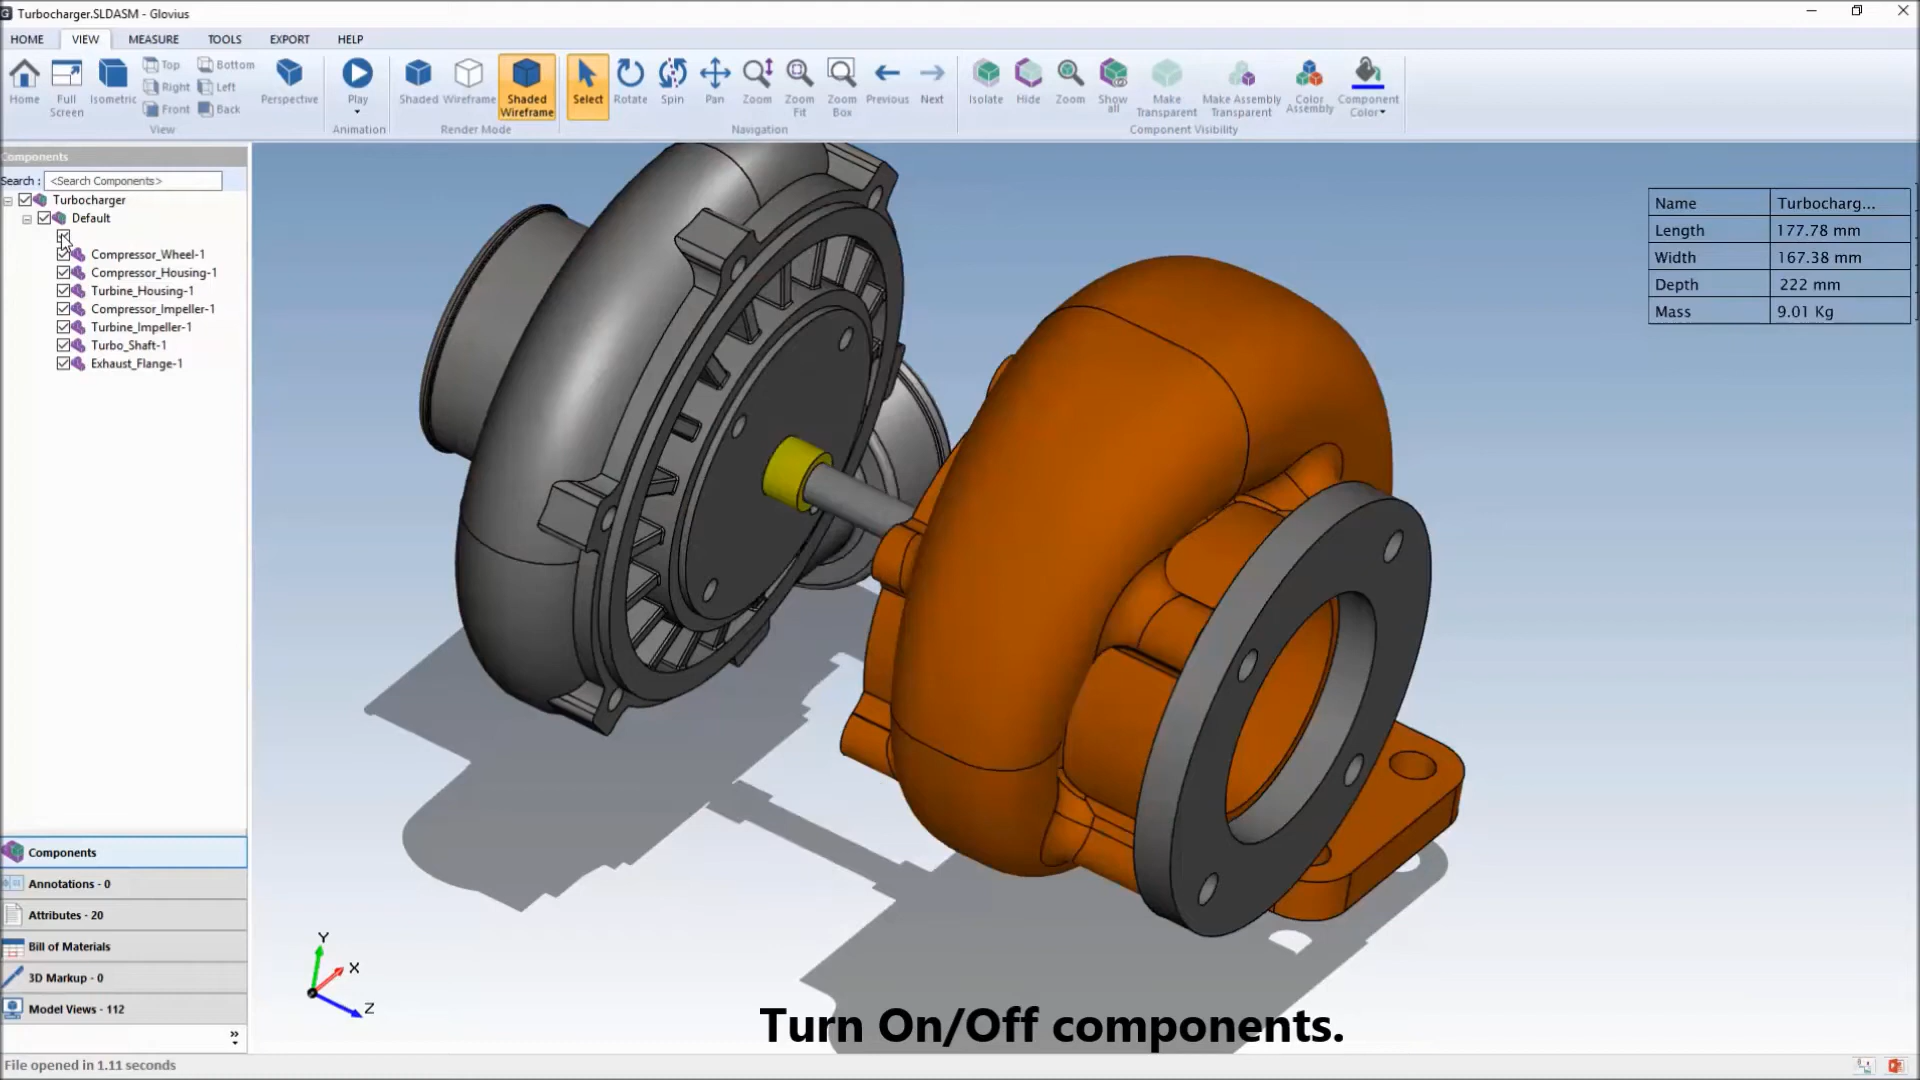 Turbocharger.SLDASM - Glovius
HOME VIEW MEASURE TOOLS EXPORT HELP
Home
Full Screen
Isometric
Top
Right
Front
Bottom
Left
Back
Perspective
View
Play
Animation
Shaded
Wireframe
Shaded Wireframe
Render Mode
Select
Rotate
Spin
Pan
Zoom
Zoom Fit
Zoom Box
Previous
Next
Navigation
Isolate
Hide
Zoom
Show all
Make Transparent
Make Assembly Transparent
Color Assembly
Component Color
Component Visibility
Components
Search : <Search Components>
Turbocharger
Default
Compressor_Wheel-1
Compressor_Housing-1
Turbine_Housing-1
Compressor_Impeller-1
Turbine_Impeller-1
Turbo_Shaft-1
Exhaust_Flange-1
Name Turbocharg...
Length 177.78 mm
Width 167.38 mm
Depth 222 mm
Mass 9.01 Kg
Components
Annotations - 0
Attributes - 20
Bill of Materials
3D Markup - 0
Model Views - 112
Y
X
Z
Turn On/Off components.
File opened in 1.11 seconds